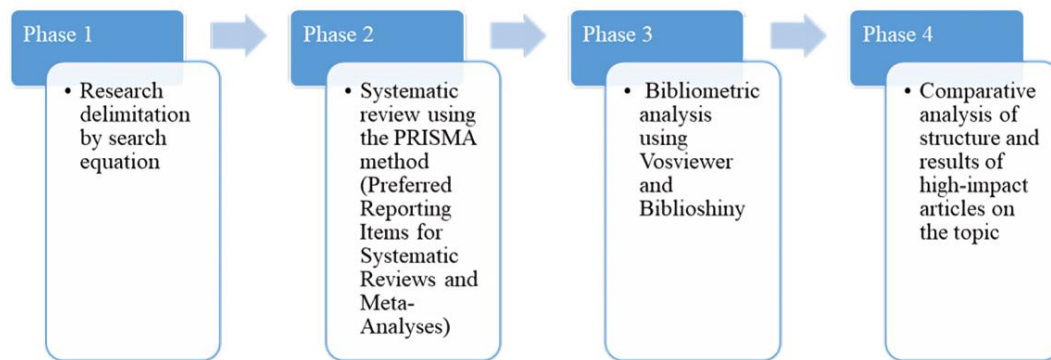 Phase 1
• Research
delimitation
by search
equation
Phase 2
• Systematic
review using
the PRISMA
method
(Preferred
Reporting
Items for
Systematic
Reviews and
Meta-
Analyses)
Phase 3
• Bibliometric
analysis
using
Vosviewer
and
Biblioshiny
Phase 4
• Comparative
analysis of
structure and
results of
high-impact
articles on
the topic